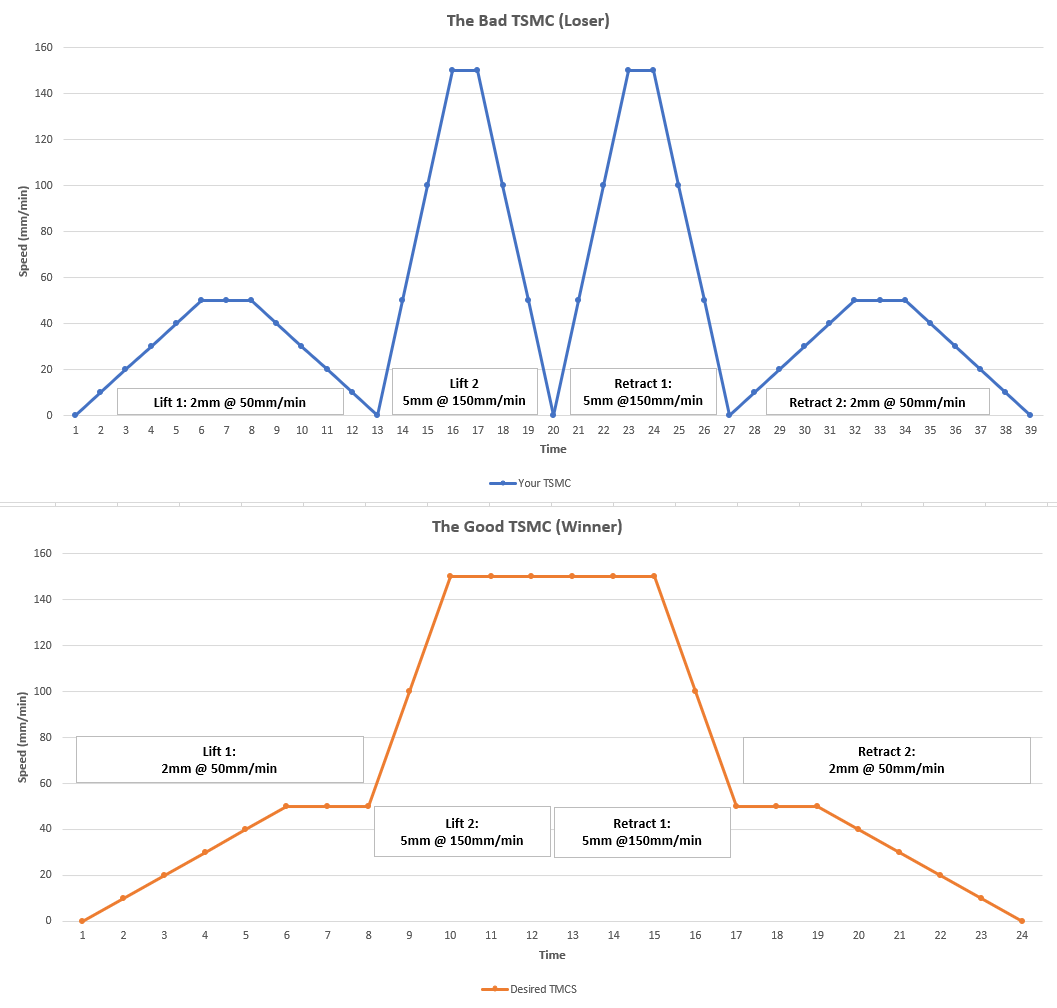 The Bad TSMC (Loser)
160
140
120
100
80
60
40
20
0
Speed (mm/min)
Lift 1: 2mm @ 50mm/min
Lift 2
5mm @ 150mm/min
Retract 1:
5mm @150mm/min
Retract 2: 2mm @ 50mm/min
1 2 3 4 5 6 7 8 9 10 11 12 13 14 15 16 17 18 19 20 21 22 23 24 25 26 27 28 29 30 31 32 33 34 35 36 37 38 39
Time
Your TSMC
The Good TSMC (Winner)
160
140
120
100
80
60
40
20
0
Speed (mm/min)
Lift 1:
2mm @ 50mm/min
Lift 2:
5mm @ 150mm/min
Retract 1:
5mm @150mm/min
Retract 2:
2mm @ 50mm/min
1 2 3 4 5 6 7 8 9 10 11 12 13 14 15 16 17 18 19 20 21 22 23 24
Time
Desired TMCS